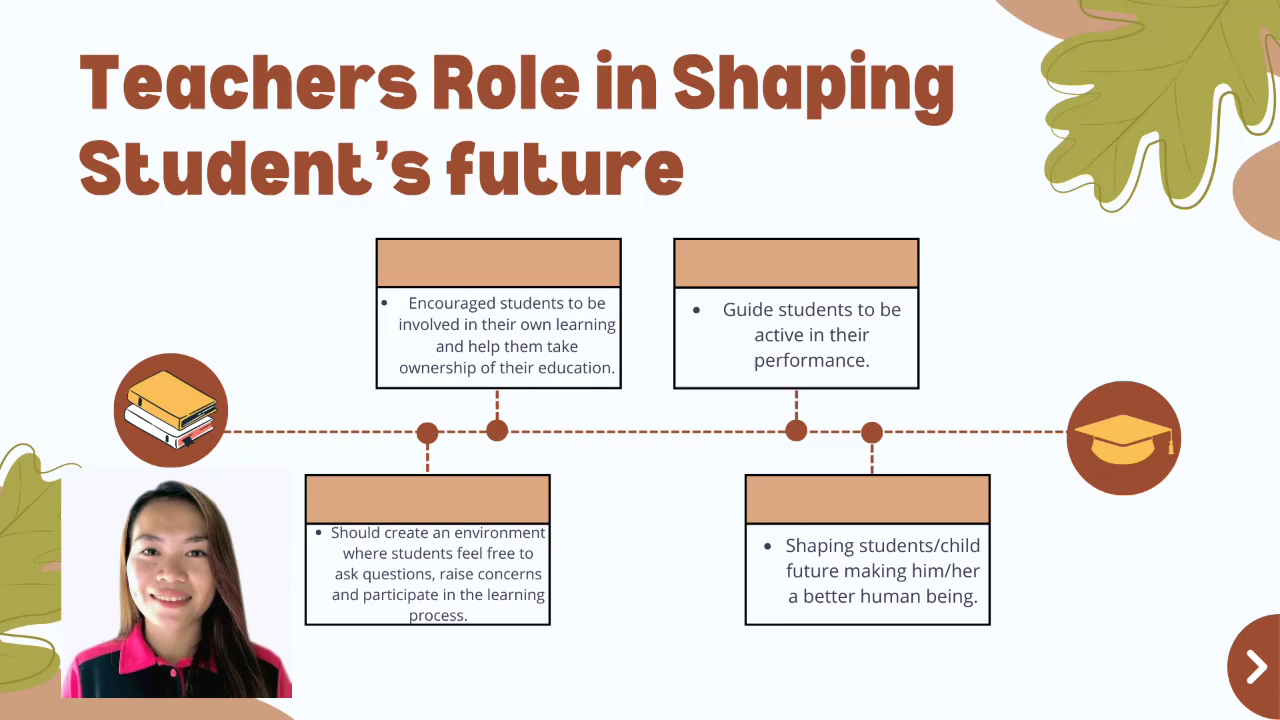 Teachers Role in Shaping
Student’s future
• Encouraged students to be
involved in their own learning
and help them take
ownership of their education.
• Guide students to be
active in their
performance.
• Should create an environment
where students feel free to
ask questions, raise concerns
and participate in the learning
process.
• Shaping students/child
future making him/her
a better human being.